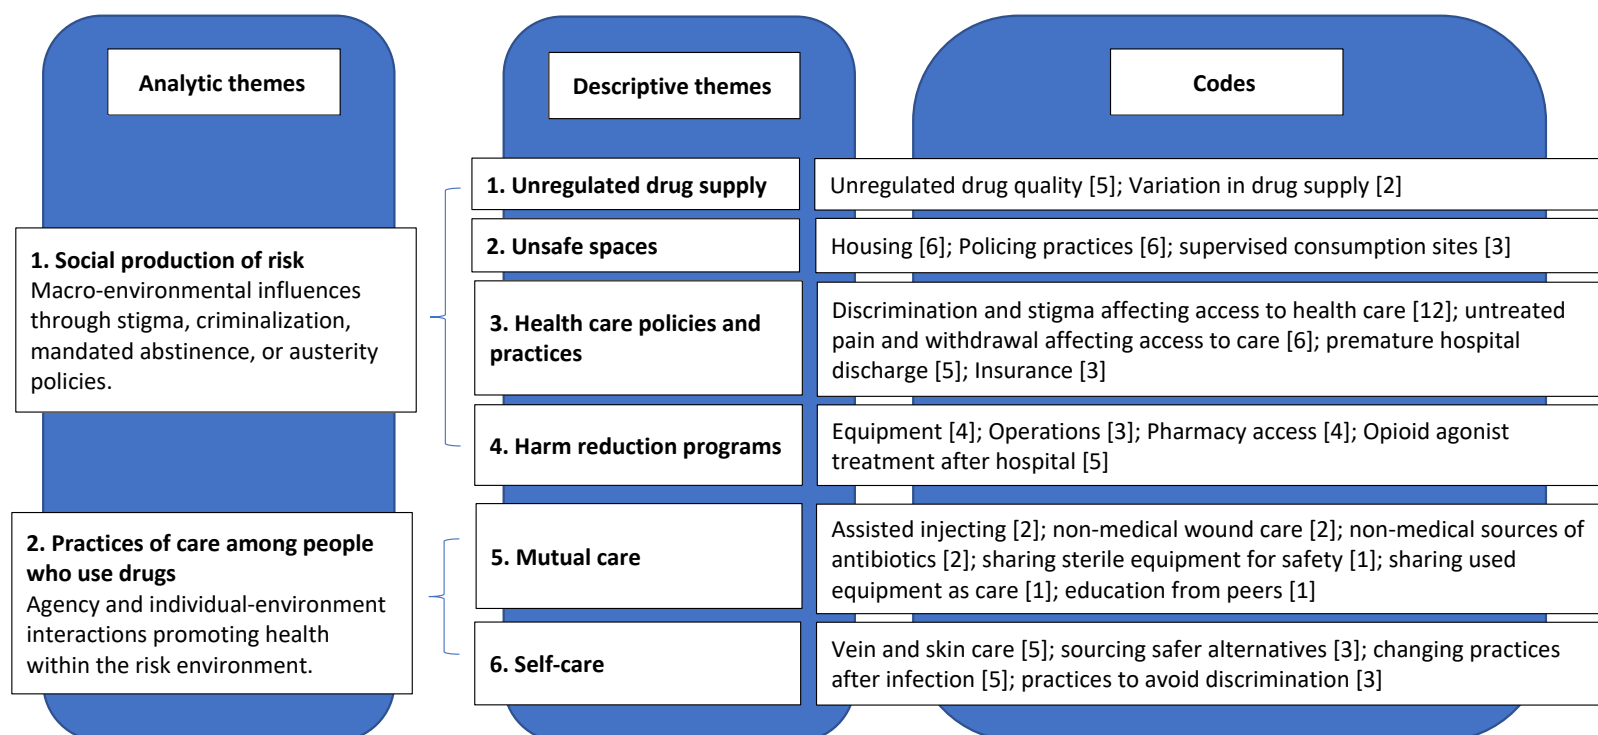 Analytic themes
Descriptive themes
Codes
1. Social production of risk
Macro-environmental influences
through stigma, criminalization,
mandated abstinence, or austerity
policies.
1. Unregulated drug supply
Unregulated drug quality [5]; Variation in drug supply [2]
2. Unsafe spaces
Housing [6]; Policing practices [6]; supervised consumption sites [3]
3. Health care policies and
practices
Discrimination and stigma affecting access to health care [12]; untreated
pain and withdrawal affecting access to care [6]; premature hospital
discharge [5]; Insurance [3]
4. Harm reduction programs
Equipment [4]; Operations [3]; Pharmacy access [4]; Opioid agonist
treatment after hospital [5]
2. Practices of care among people
who use drugs
Agency and individual-environment
interactions promoting health
within the risk environment.
5. Mutual care
Assisted injecting [2]; non-medical wound care [2]; non-medical sources of
antibiotics [2]; sharing sterile equipment for safety [1]; sharing used
equipment as care [1]; education from peers [1]
6. Self-care
Vein and skin care [5]; sourcing safer alternatives [3]; changing practices
after infection [5]; practices to avoid discrimination [3]